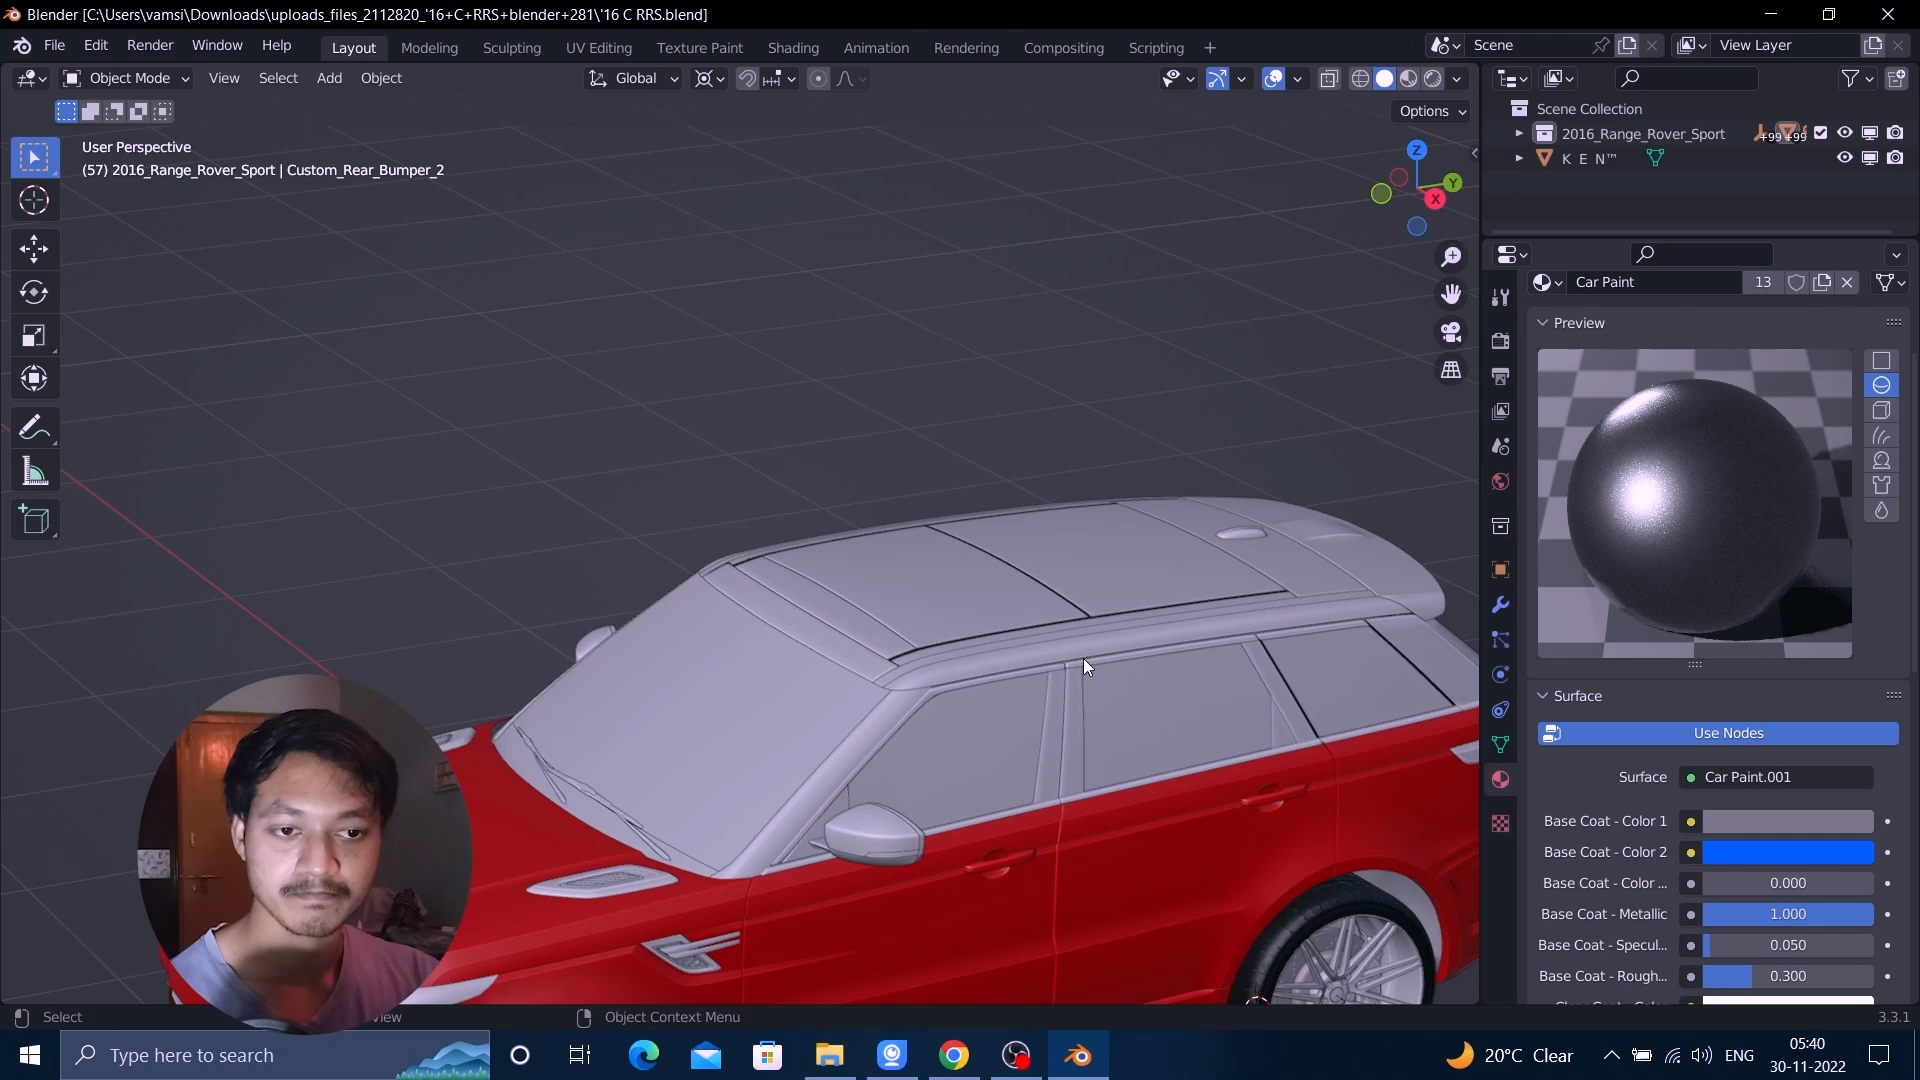 Blender [C:\Users\vamsi\Downloads\uploads_files_2112820_'16+C+RRS+blender+281\'16 C RRS.blend]
File Edit Render Window Help
Layout Modeling Sculpting UV Editing Texture Paint Shading Animation Rendering Compositing Scripting
Scene
View Layer
Object Mode View Select Add Object
Global
Options
User Perspective
(57) 2016_Range_Rover_Sport | Custom_Rear_Bumper_2
Z
Y
X
Scene Collection
2016_Range_Rover_Sport +99 +99
K E N™
Car Paint 13
Preview
Surface
Use Nodes
Surface Car Paint.001
Base Coat - Color 1
Base Coat - Color 2
Base Coat - Color ... 0.000
Base Coat - Metallic 1.000
Base Coat - Specul... 0.050
Base Coat - Rough... 0.300
Select
Object Context Menu
3.3.1
Type here to search
20°C Clear
ENG
05:40
30-11-2022